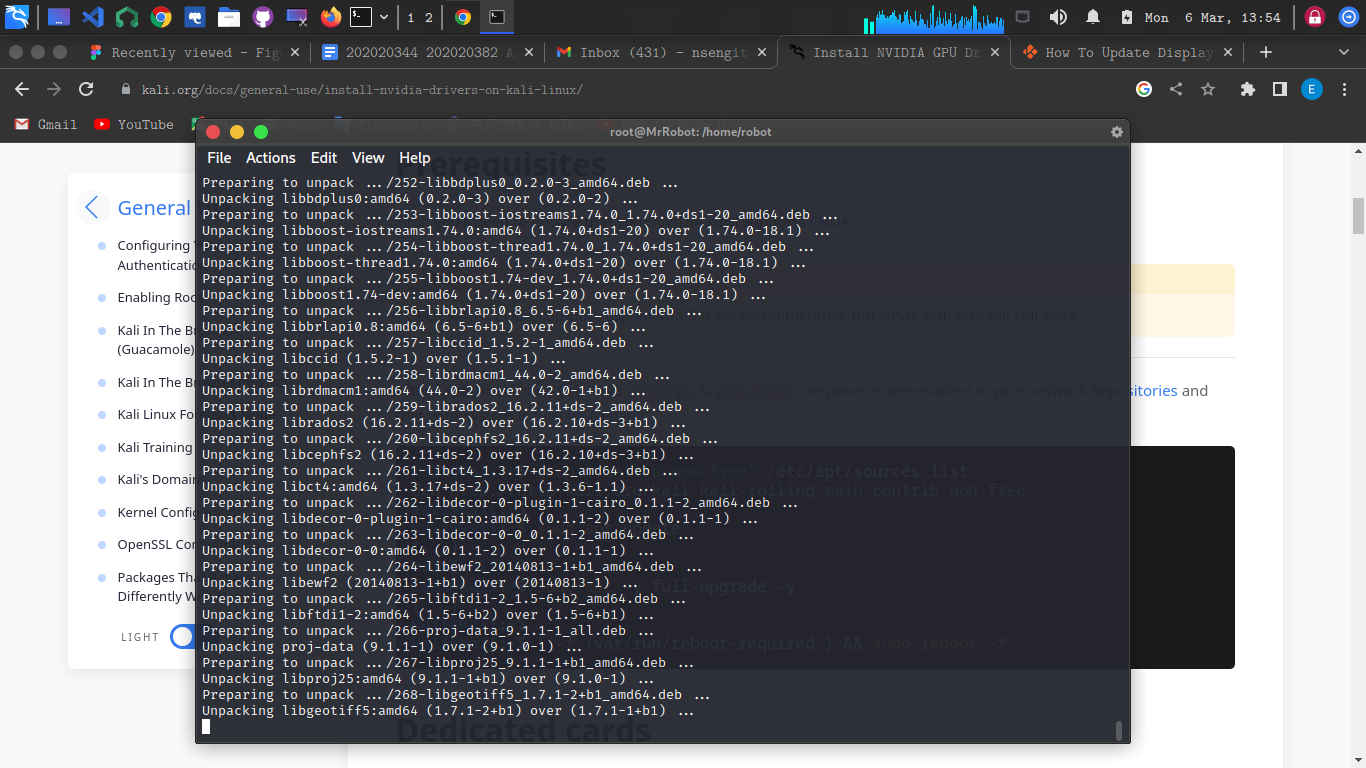 1 2
Mon 6 Mar, 13:54
Recently viewed - Fig
202020344 202020382 A
Inbox (431) - nsengit
Install NVIDIA GPU Dr
How To Update Display
kali.org/docs/general-use/install-nvidia-drivers-on-kali-linux/
E
Gmail
YouTube
News
Translate
root@MrRobot: /home/robot
File Actions Edit View Help
Prerequisites
General
Configuring
Authenticatio
Enabling Roo
Kali In The Br
(Guacamole)
Kali In The Br
Kali Linux Fo
Kali Training
Kali's Domai
Kernel Config
OpenSSL Con
Packages Tha
Differently W
LIGHT
Preparing to unpack .../252-libbdplus0_0.2.0-3_amd64.deb ...
Unpacking libbdplus0:amd64 (0.2.0-3) over (0.2.0-2) ...
Preparing to unpack .../253-libboost-iostreams1.74.0_1.74.0+ds1-20_amd64.deb ...
Unpacking libboost-iostreams1.74.0:amd64 (1.74.0+ds1-20) over (1.74.0-18.1) ...
Preparing to unpack .../254-libboost-thread1.74.0_1.74.0+ds1-20_amd64.deb ...
Unpacking libboost-thread1.74.0:amd64 (1.74.0+ds1-20) over (1.74.0-18.1) ...
Preparing to unpack .../255-libboost1.74-dev_1.74.0+ds1-20_amd64.deb ...
Unpacking libboost1.74-dev:amd64 (1.74.0+ds1-20) over (1.74.0-18.1) ...
Preparing to unpack .../256-libbrlapi0.8_6.5-6+b1_amd64.deb ...
Unpacking libbrlapi0.8:amd64 (6.5-6+b1) over (6.5-6) ...
Preparing to unpack .../257-libccid_1.5.2-1_amd64.deb ...
Unpacking libccid (1.5.2-1) over (1.5.1-1) ...
Preparing to unpack .../258-librdmacm1_44.0-2_amd64.deb ...
Unpacking librdmacm1:amd64 (44.0-2) over (42.0-1+b1) ...
Preparing to unpack .../259-librados2_16.2.11+ds-2_amd64.deb ...
Unpacking librados2 (16.2.11+ds-2) over (16.2.10+ds-3+b1) ...
Preparing to unpack .../260-libcephfs2_16.2.11+ds-2_amd64.deb ...
Unpacking libcephfs2 (16.2.11+ds-2) over (16.2.10+ds-3+b1) ...
Preparing to unpack .../261-libct4_1.3.17+ds-2_amd64.deb ...
Unpacking libct4:amd64 (1.3.17+ds-2) over (1.3.6-1.1) ...
Preparing to unpack .../262-libdecor-0-plugin-1-cairo_0.1.1-2_amd64.deb ...
Unpacking libdecor-0-plugin-1-cairo:amd64 (0.1.1-2) over (0.1.1-1) ...
Preparing to unpack .../263-libdecor-0-0_0.1.1-2_amd64.deb ...
Unpacking libdecor-0-0:amd64 (0.1.1-2) over (0.1.1-1) ...
Preparing to unpack .../264-libewf2_20140813-1+b1_amd64.deb ...
Unpacking libewf2 (20140813-1+b1) over (20140813-1) ...
Preparing to unpack .../265-libftdi1-2_1.5-6+b2_amd64.deb ...
Unpacking libftdi1-2:amd64 (1.5-6+b2) over (1.5-6+b1) ...
Preparing to unpack .../266-proj-data_9.1.1-1_all.deb ...
Unpacking proj-data (9.1.1-1) over (9.1.0-1) ...
Preparing to unpack .../267-libproj25_9.1.1-1+b1_amd64.deb ...
Unpacking libproj25:amd64 (9.1.1-1+b1) over (9.1.0-1) ...
Preparing to unpack .../268-libgeotiff5_1.7.1-2+b1_amd64.deb ...
Unpacking libgeotiff5:amd64 (1.7.1-2+b1) over (1.7.1-1+b1) ...
are recommended, but GPUs with less will still work.
& non-free components are enabled in your network Repositories and
non-free" /etc/apt/sources.list
kali kali-rolling main contrib non-free
full-upgrade -y
/var/run/reboot-required ] && sudo reboot -f
Dedicated cards